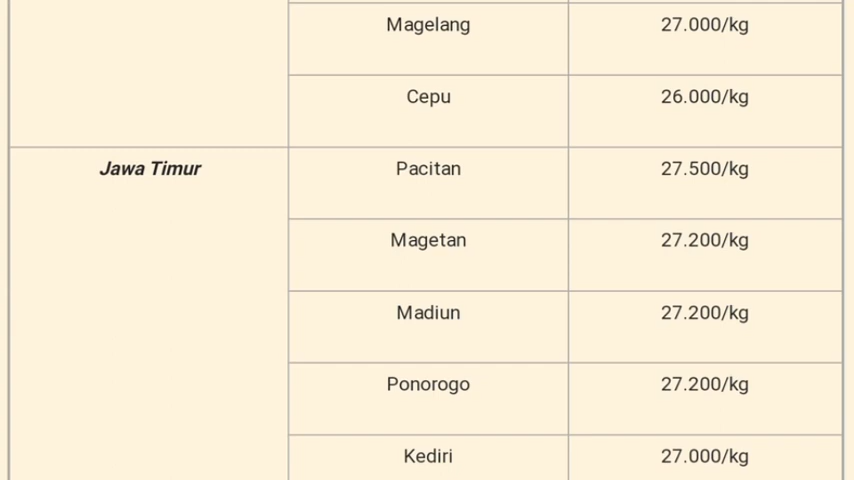 Magelang 27.000/kg
Cepu 26.000/kg
Jawa Timur Pacitan 27.500/kg
Magetan 27.200/kg
Madiun 27.200/kg
Ponorogo 27.200/kg
Kediri 27.000/kg